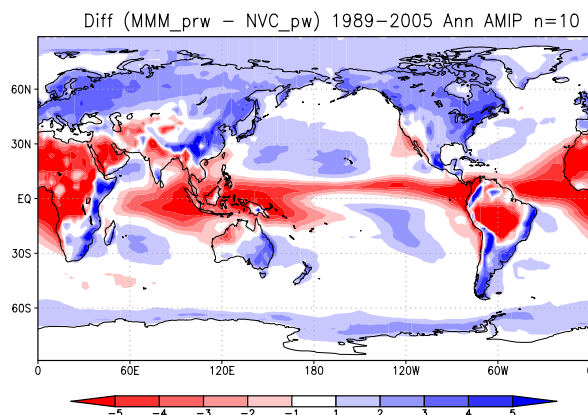 Diff (MMM_prw − NVC_pw) 1989−2005 Ann AMIP n=10
60N
30N
EQ
30S
60S
0 60E 120E 180 120W 60W 0
−5 −4 −3 −2 −1 1 2 3 4 5